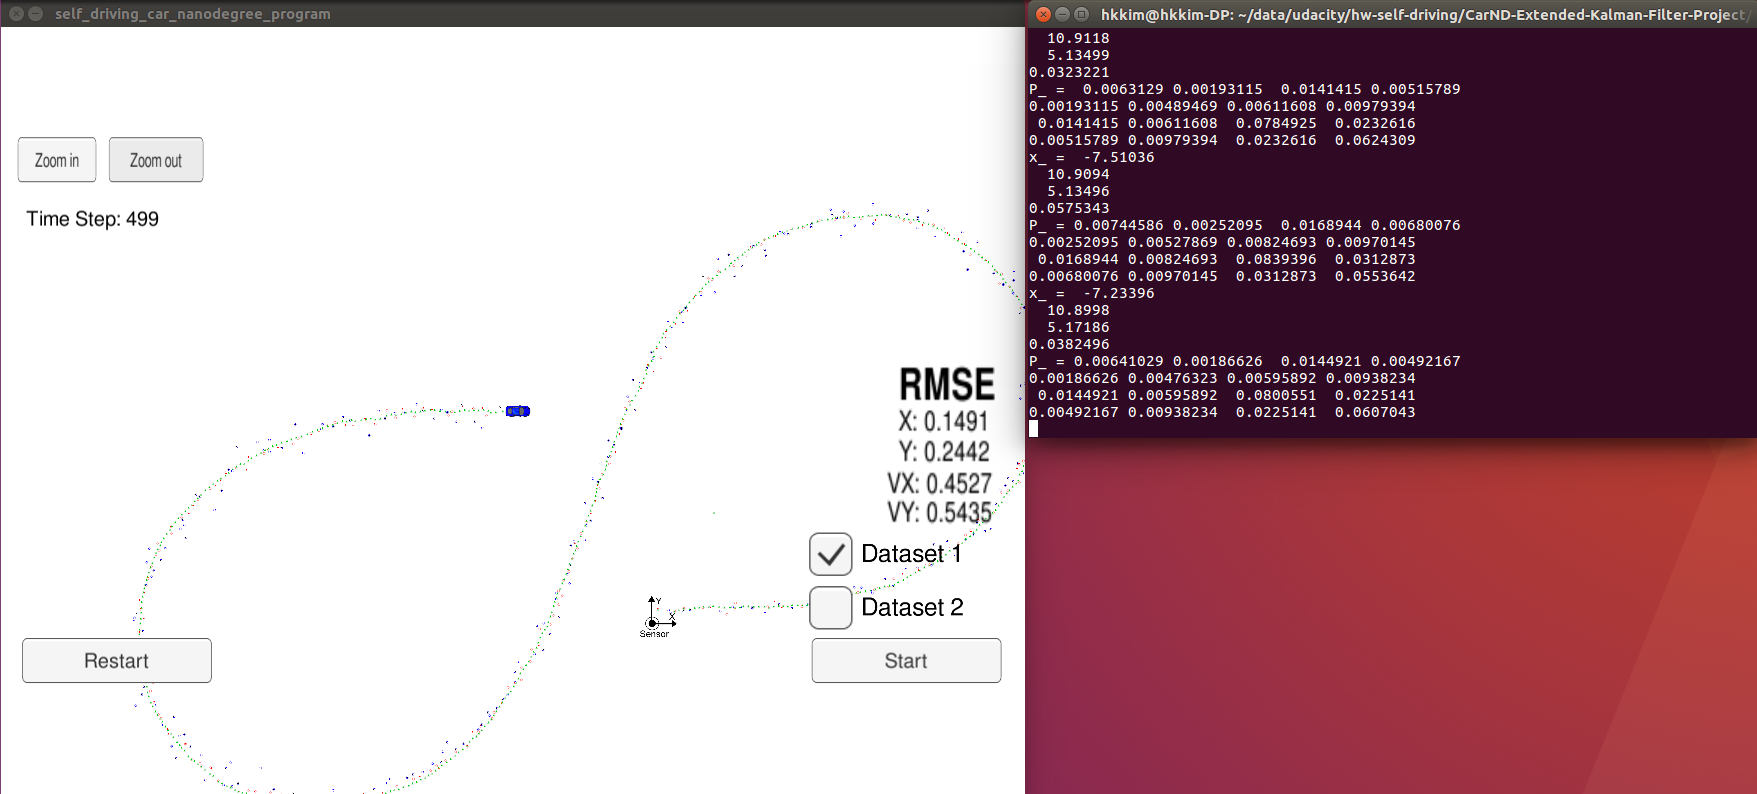 self_driving_car_nanodegree_program
Zoom in
Zoom out
Time Step: 499
RMSE
X: 0.1491
Y: 0.2442
VX: 0.4527
VY: 0.5435
Dataset 1
Dataset 2
Y
X
Sensor
Restart
Start
hkkim@hkkim-DP: ~/data/udacity/hw-self-driving/CarND-Extended-Kalman-Filter-Project/
10.9118
5.13499
0.0323221
P_ =  0.0063129 0.00193115  0.0141415 0.00515789
0.00193115 0.00489469 0.00611608 0.00979394
0.0141415 0.00611608  0.0784925  0.0232616
0.00515789 0.00979394  0.0232616  0.0624309
x_ =  -7.51036
10.9094
5.13496
0.0575343
P_ = 0.00744586 0.00252095  0.0168944 0.00680076
0.00252095 0.00527869 0.00824693 0.00970145
0.0168944 0.00824693  0.0839396  0.0312873
0.00680076 0.00970145  0.0312873  0.0553642
x_ =  -7.23396
10.8998
5.17186
0.0382496
P_ = 0.00641029 0.00186626  0.0144921 0.00492167
0.00186626 0.00476323 0.00595892 0.00938234
0.0144921 0.00595892  0.0800551  0.0225141
0.00492167 0.00938234  0.0225141  0.0607043